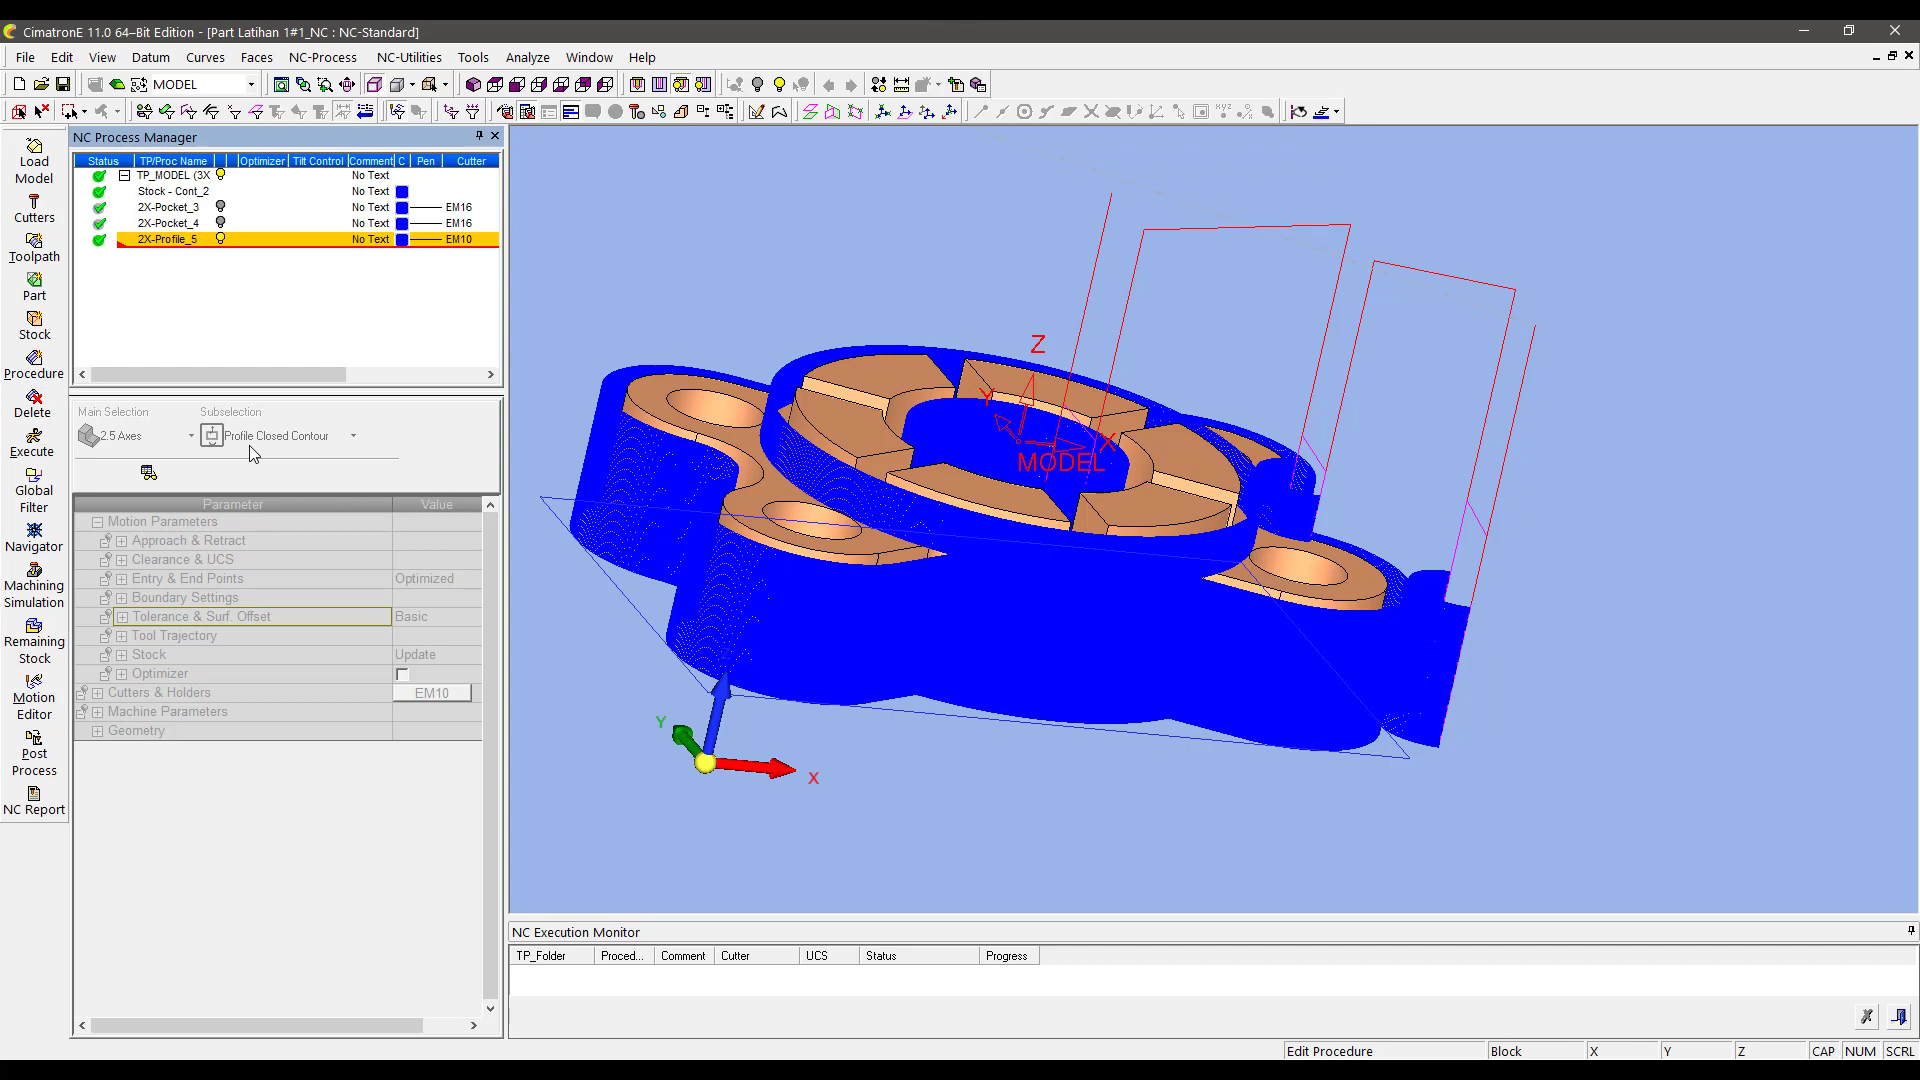 CimatronE 11.0 64–Bit Edition - [Part Latihan 1#1_NC : NC-Standard]
File Edit View Datum Curves Faces NC-Process NC-Utilities Tools Analyze Window Help
MODEL
NC Process Manager
Status TP/Proc Name Optimizer Tilt Control Comment C Pen Cutter
TP_MODEL (3X No Text
Stock - Cont_2 No Text
2X-Pocket_3 No Text EM16
2X-Pocket_4 No Text EM16
2X-Profile_5 No Text EM10
Load
Model
Cutters
Toolpath
Part
Stock
Procedure
Delete
Execute
Global
Filter
Navigator
Machining
Simulation
Remaining
Stock
Motion
Editor
Post
Process
NC Report
Main Selection Subselection
2.5 Axes Profile Closed Contour
Parameter Value
Motion Parameters
Approach & Retract
Clearance & UCS
Entry & End Points Optimized
Boundary Settings
Tolerance & Surf. Offset Basic
Tool Trajectory
Stock Update
Optimizer
Cutters & Holders EM10
Machine Parameters
Geometry
Z
Y
X
MODEL
Y
X
NC Execution Monitor
TP_Folder Proced... Comment Cutter UCS Status Progress
Edit Procedure Block X Y Z CAP NUM SCRL